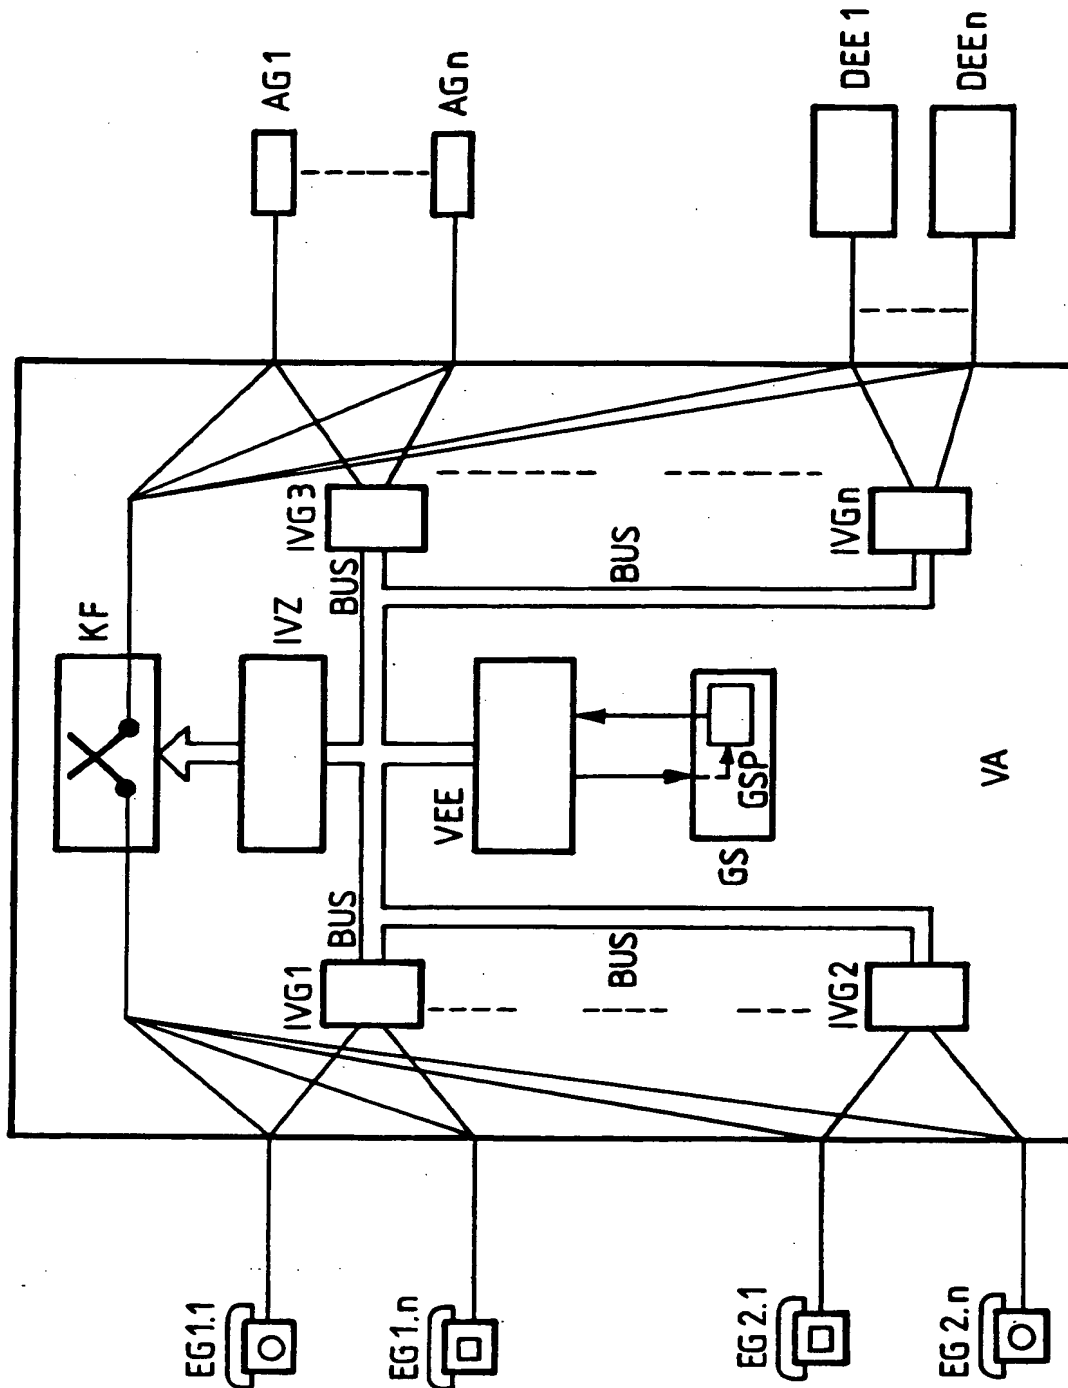 KF
IVZ
BUS
BUS
IVG1
IVG3
EG1.1
EG1.n
AG1
AGn
VEE
BUS
BUS
GSP
GS
IVG2
IVGn
EG2.1
EG2.n
DEE1
DEEn
VA